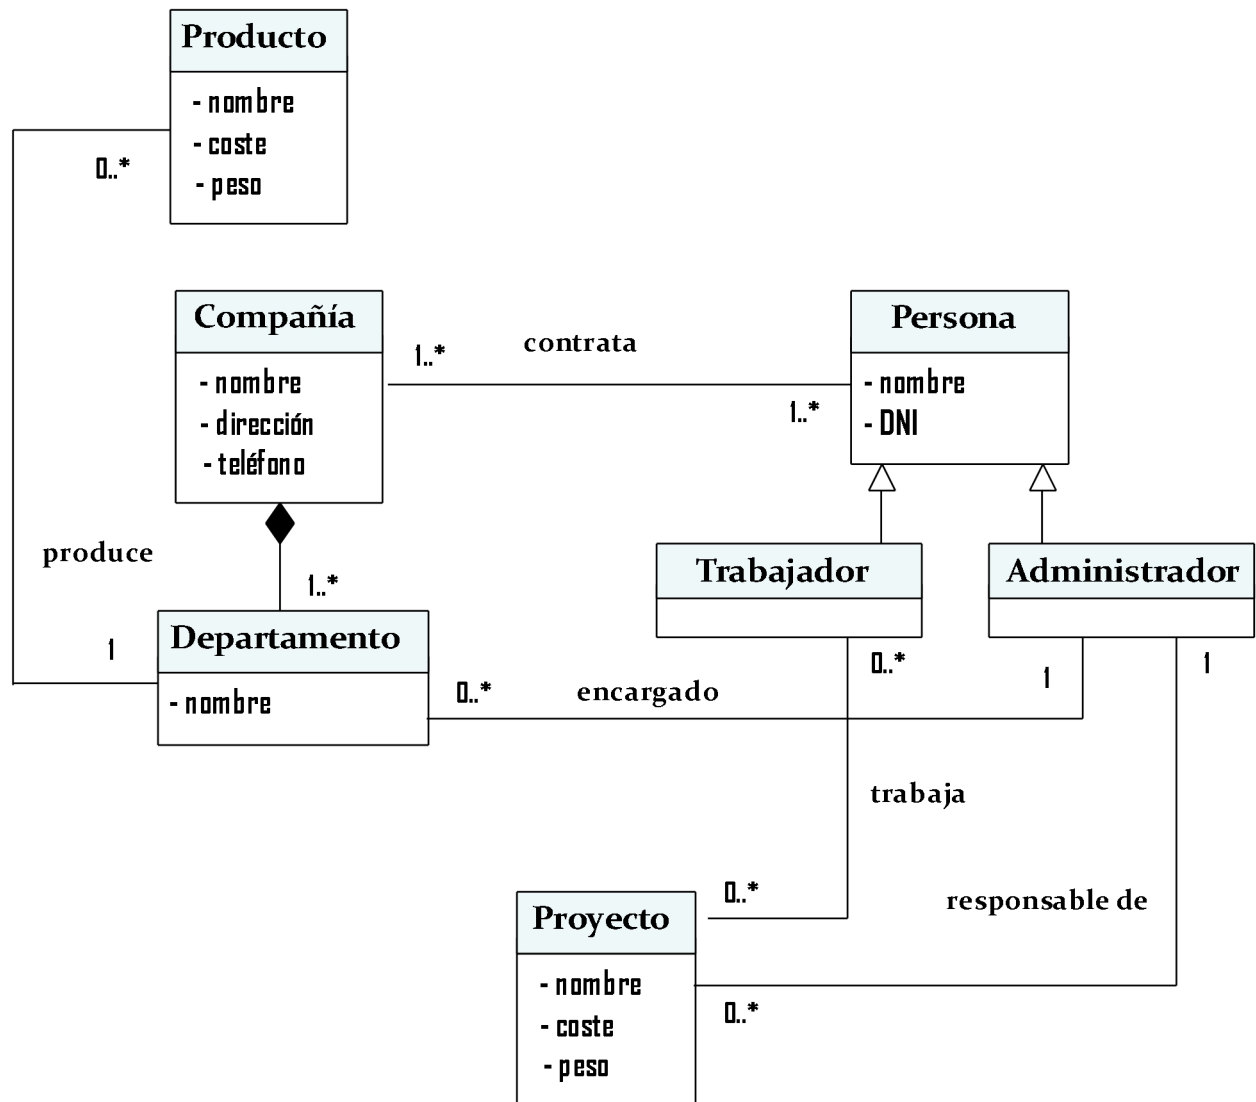 Producto
- nombre
- coste
- peso
0..*
Compañía
- nombre
- dirección
- teléfono
1..*
contrata
1..*
Persona
- nombre
- DNI
produce
1..*
Trabajador
Administrador
1
Departamento
- nombre
0..*
encargado
0..*
1
1
trabaja
0..*
responsable de
Proyecto
- nombre
- coste
- peso
0..*